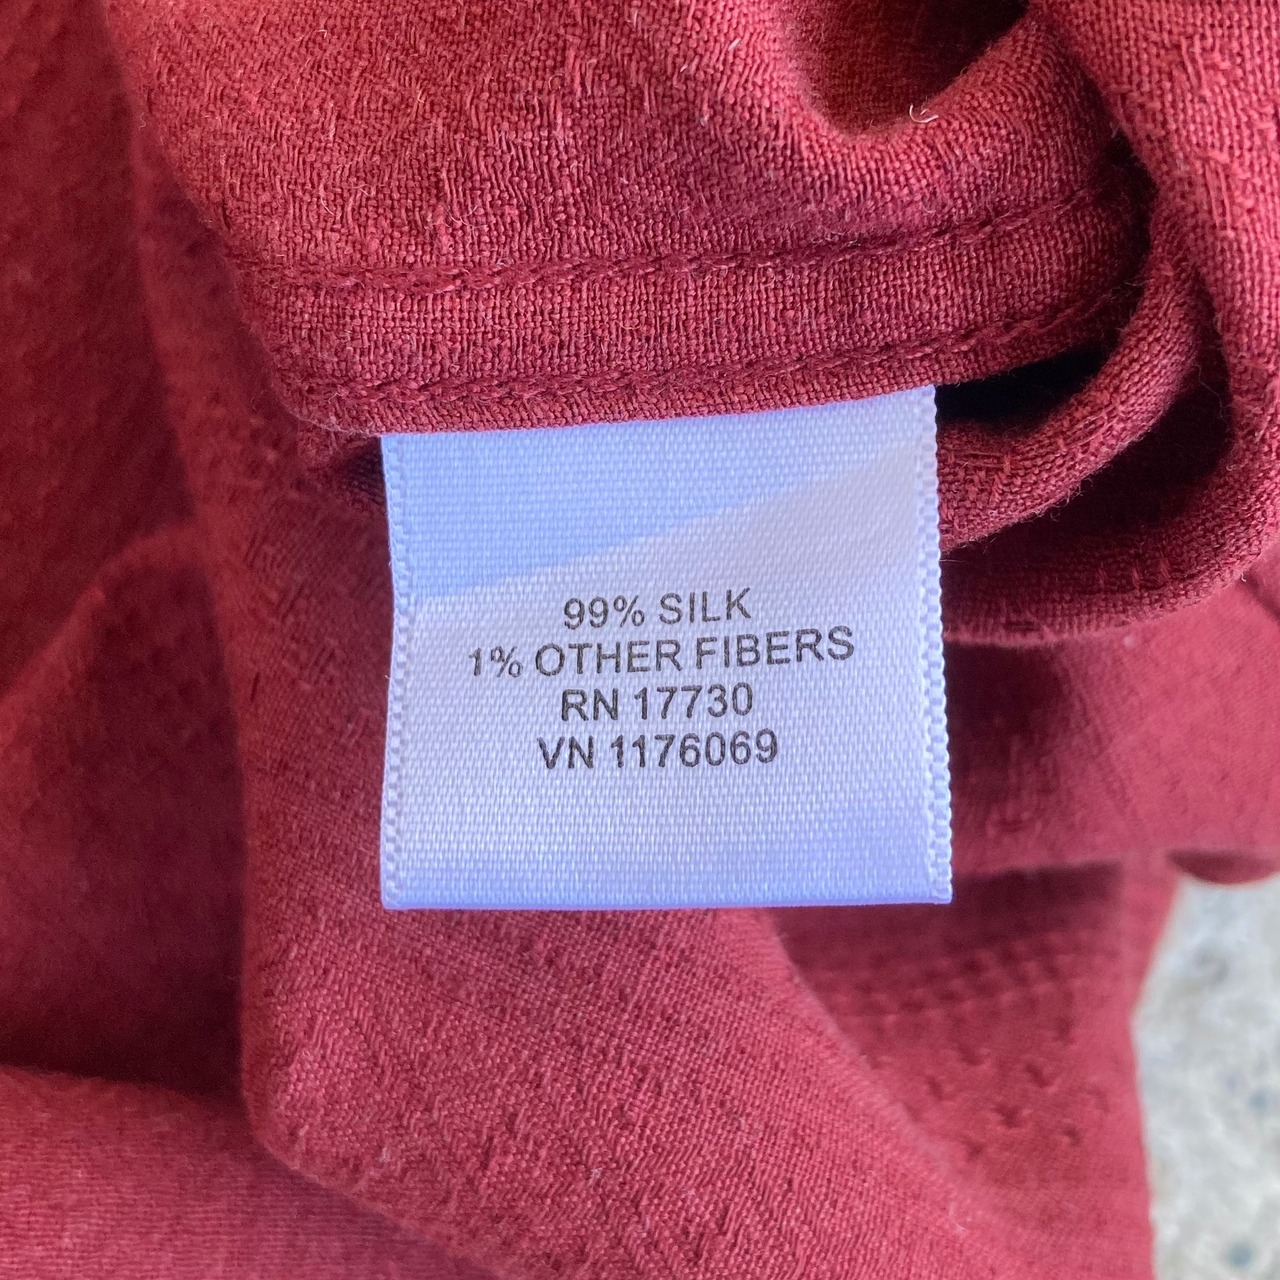 99% SILK
1% OTHER FIBERS
RN 17730
VN 1176069